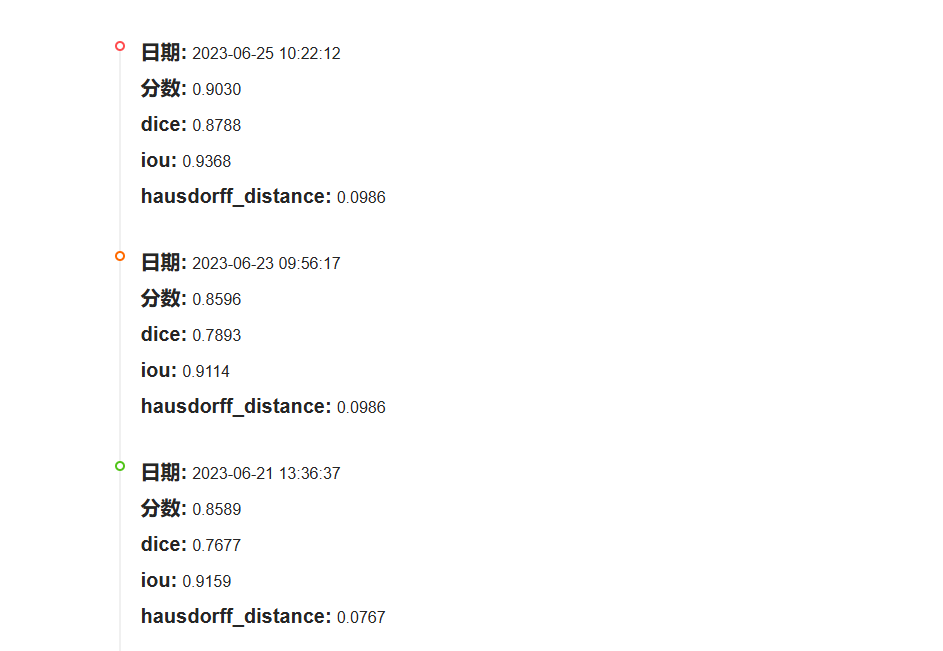 日期: 2023-06-25 10:22:12
分数: 0.9030
dice: 0.8788
iou: 0.9368
hausdorff_distance: 0.0986
日期: 2023-06-23 09:56:17
分数: 0.8596
dice: 0.7893
iou: 0.9114
hausdorff_distance: 0.0986
日期: 2023-06-21 13:36:37
分数: 0.8589
dice: 0.7677
iou: 0.9159
hausdorff_distance: 0.0767